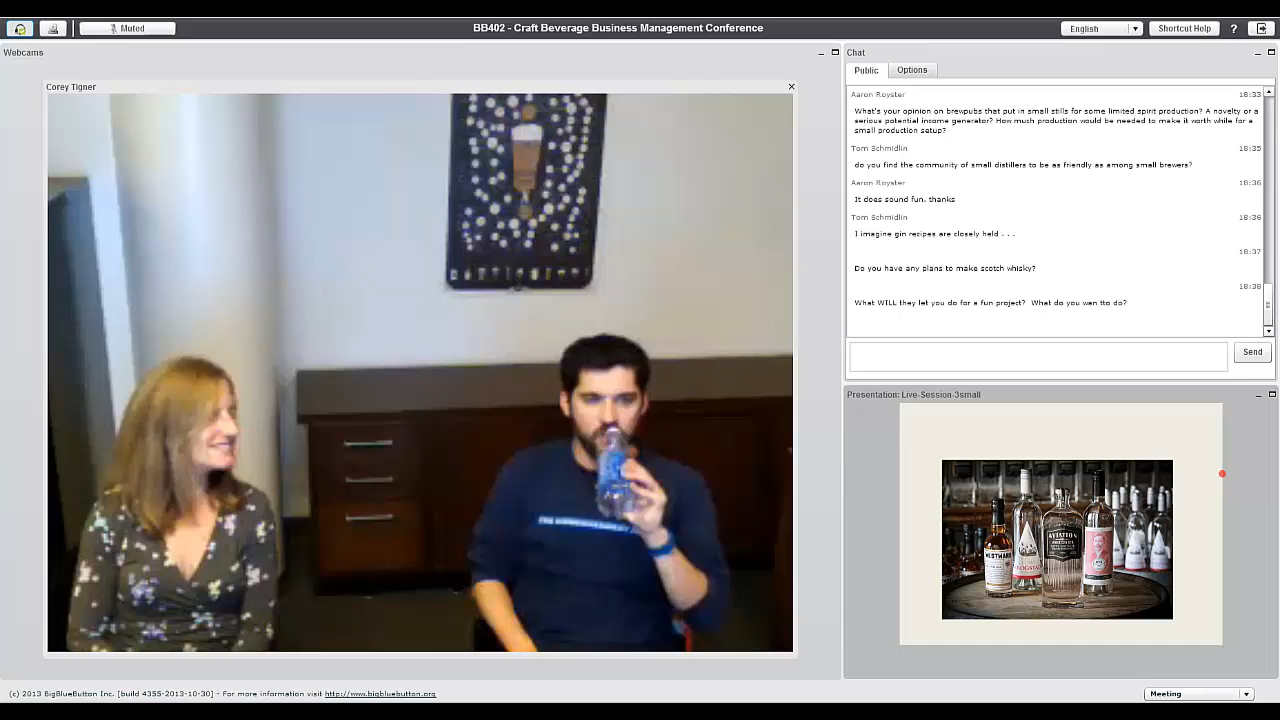 Muted
BB402 - Craft Beverage Business Management Conference
English
Shortcut Help
?
Webcams
Corey Tigner
Chat
Public
Options
Aaron Royster 18:33
What's your opinion on brewpubs that put in small stills for some limited spirit production? A novelty or a
serious potential income generator? How much production would be needed to make it worth while for a
small production setup?
Tom Schmidlin 18:35
do you find the community of small distillers to be as friendly as among small brewers?
Aaron Royster 18:36
It does sound fun. thanks
Tom Schmidlin 18:36
I imagine gin recipes are closely held . . .
18:37
Do you have any plans to make scotch whisky?
18:38
What WILL they let you do for a fun project? What do you wan tto do?
Send
Presentation: Live-Session-3small
WESTWARD
AVIATION
(c) 2013 BigBlueButton Inc. [build 4355-2013-10-30] - For more information visit http://www.bigbluebutton.org
Meeting